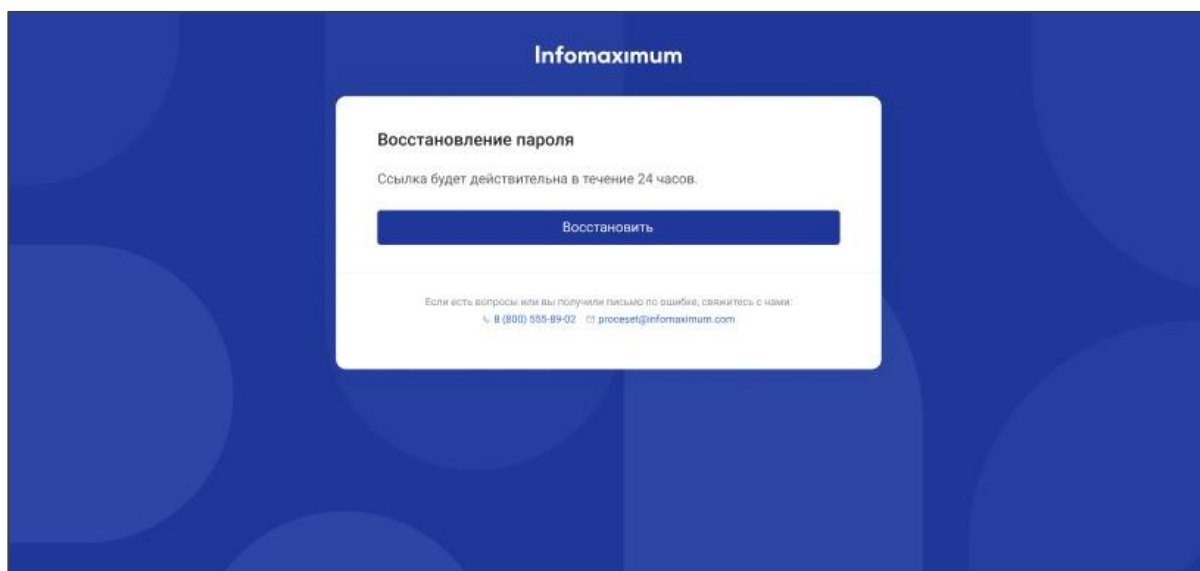 Infomaximum
Восстановление пароля
Ссылка будет действительна в течение 24 часов.
Восстановить
Если есть вопросы или вы получили письмо по ошибке, свяжитесь с нами:
8 (800) 555-89-02 proceset@infomaximum.com